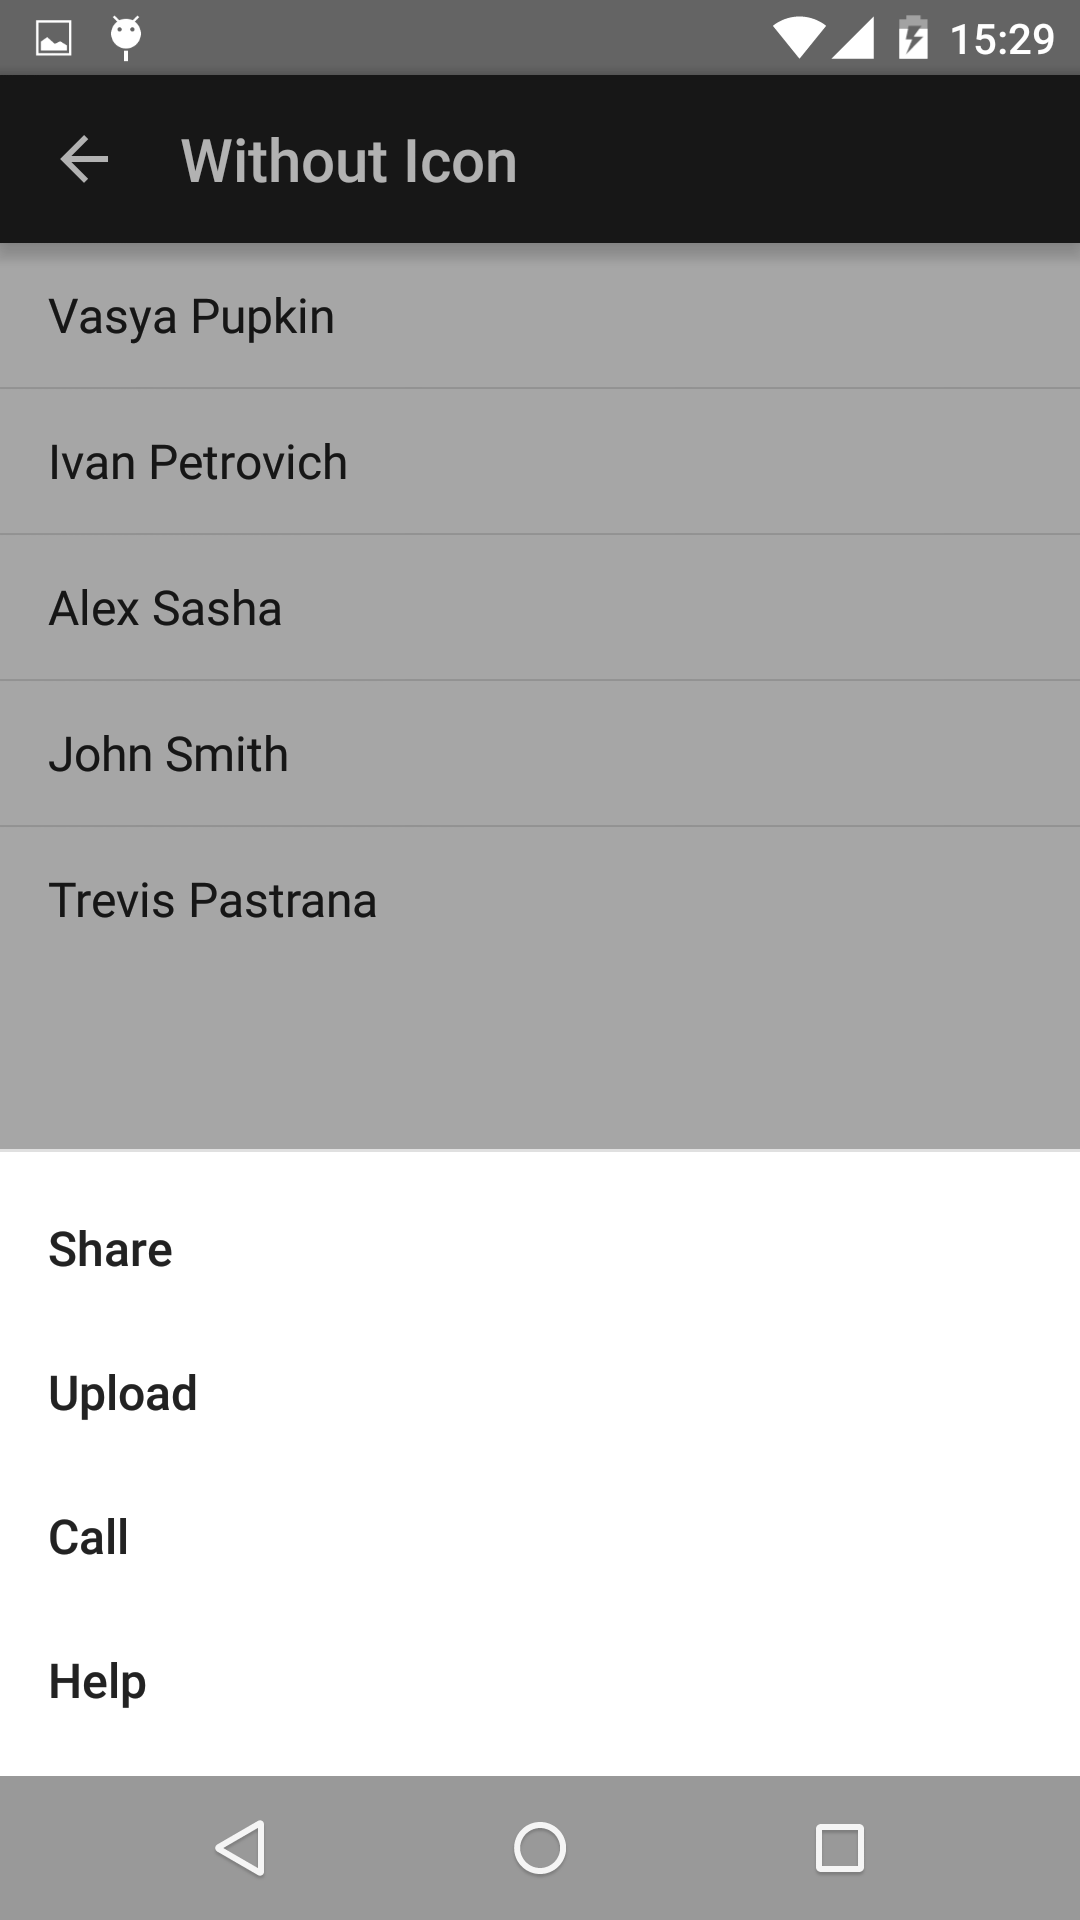 15:29
Without Icon
Vasya Pupkin
Ivan Petrovich
Alex Sasha
John Smith
Trevis Pastrana
Share
Upload
Call
Help